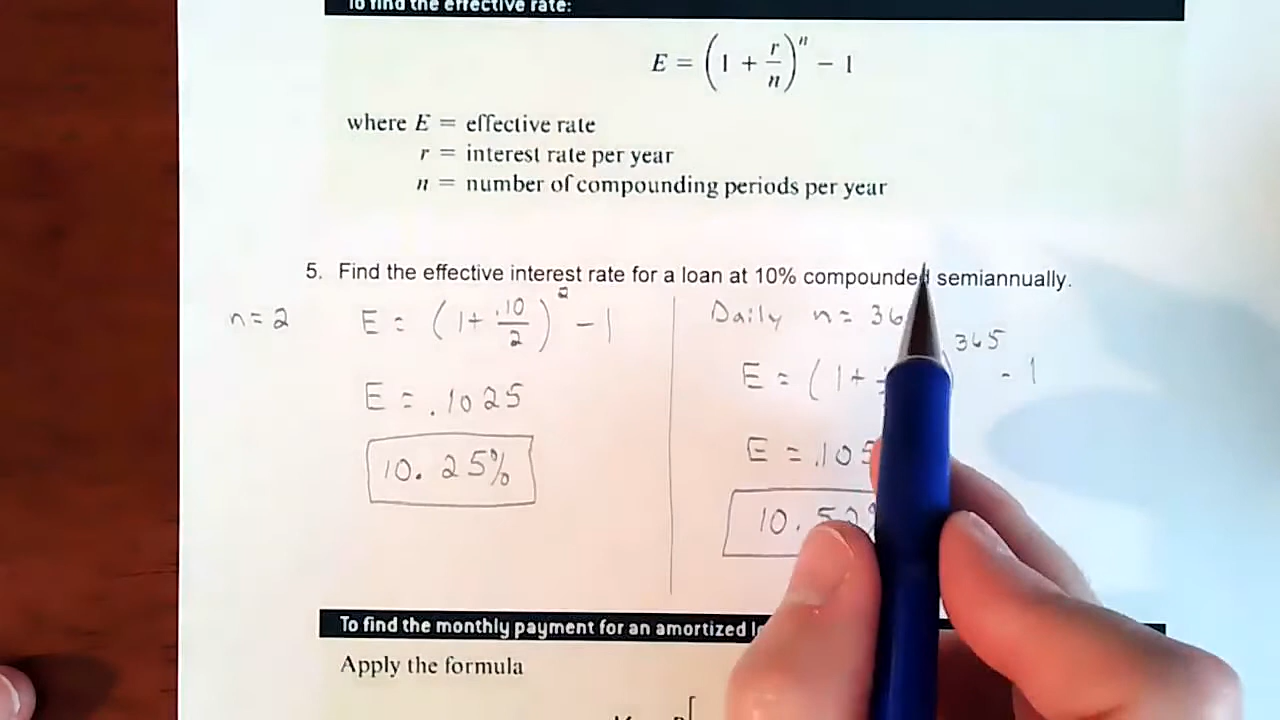 To find the effective rate:
E = (1 + r/n)^n − 1
where E = effective rate
r = interest rate per year
n = number of compounding periods per year
5. Find the effective interest rate for a loan at 10% compounded semiannually.
n = 2
E = (1 + .10/2)^2 − 1
E = .1025
10.25%
Daily n = 36
E = (1 + )^365 − 1
E = .105
10.52%
To find the monthly payment for an amortized
Apply the formula